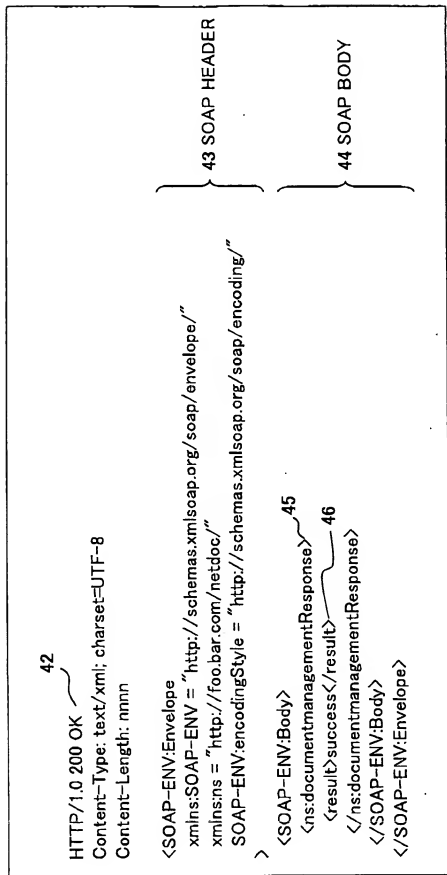 42
HTTP/1.0 200 OK
Content-Type: text/xml; charset=UTF-8
Content-Length: nnnn
<SOAP-ENV:Envelope
xmlns:SOAP-ENV = "http://schemas.xmlsoap.org/soap/envelope/"
xmlns:ns = "http://foo.bar.com/netdoc/"
SOAP-ENV:encodingStyle = "http://schemas.xmlsoap.org/soap/encoding/"
>
43 SOAP HEADER
<SOAP-ENV:Body>
<ns:documentmanagementResponse> 45
<result>success</result> 46
</ns:documentmanagementResponse>
</SOAP-ENV:Body>
</SOAP-ENV:Envelope>
44 SOAP BODY